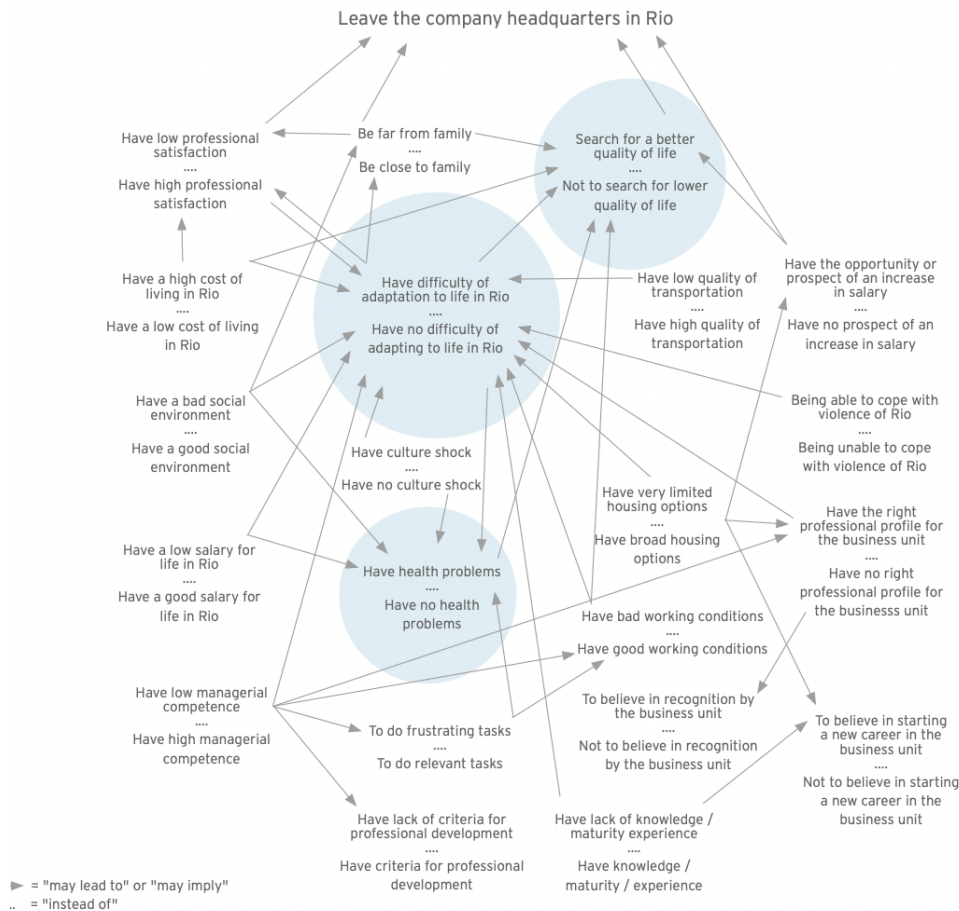 Leave the company headquarters in Rio
Have low professional
satisfaction
....
Have high professional
satisfaction
Be far from family
....
Be close to family
Search for a better
quality of life
....
Not to search for lower
quality of life
Have a high cost of
living in Rio
....
Have a low cost of living
in Rio
Have difficulty of
adaptation to life in Rio
....
Have no difficulty of
adapting to life in Rio
Have low quality of
transportation
....
Have high quality of
transportation
Have the opportunity or
prospect of an increase
in salary
....
Have no prospect of an
increase in salary
Have a bad social
environment
....
Have a good social
environment
Have culture shock
....
Have no culture shock
Being able to cope with
violence of Rio
....
Being unable to cope
with violence of Rio
Have very limited
housing options
....
Have broad housing
options
Have the right
professional profile for
the business unit
....
Have no right
professional profile for
the businesss unit
Have a low salary for
life in Rio
....
Have a good salary for
life in Rio
Have health problems
....
Have no health
problems
Have bad working conditions
....
Have good working conditions
Have low managerial
competence
....
Have high managerial
competence
To do frustrating tasks
....
To do relevant tasks
To believe in recognition by
the business unit
....
Not to believe in recognition
by the business unit
To believe in starting
a new career in the
business unit
....
Not to believe in starting
a new career in the
business unit
Have lack of criteria for
professional development
....
Have criteria for professional
development
Have lack of knowledge /
maturity experience
....
Have knowledge /
maturity / experience
= "may lead to" or "may imply"
.. = "instead of"